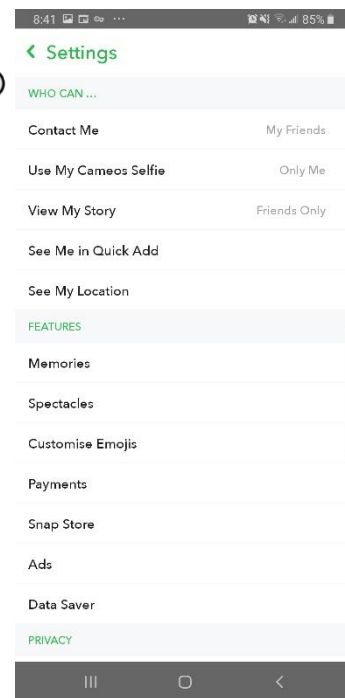 8:41 85%
Settings
WHO CAN ...
Contact Me My Friends
Use My Cameos Selfie Only Me
View My Story Friends Only
See Me in Quick Add
See My Location
FEATURES
Memories
Spectacles
Customise Emojis
Payments
Snap Store
Ads
Data Saver
PRIVACY